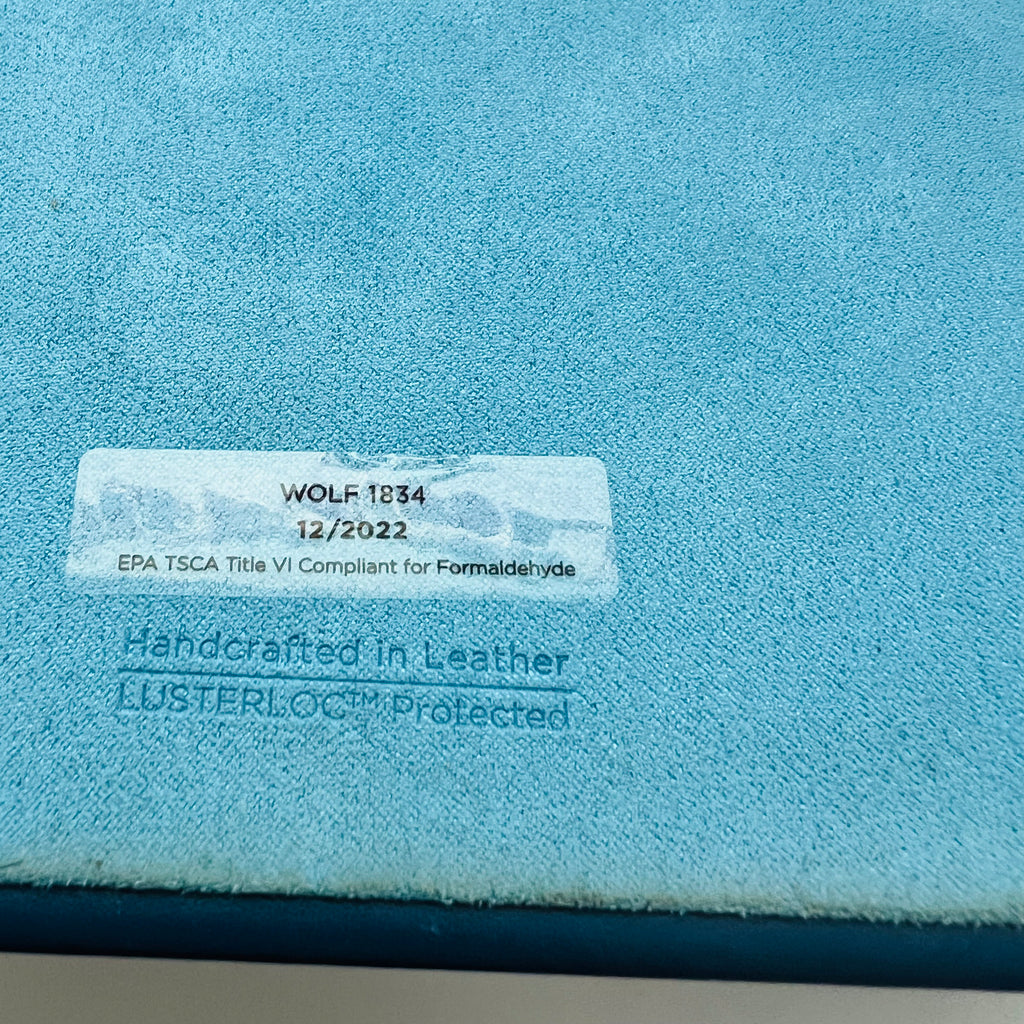 WOLF 1834
12/2022
EPA TSCA Title VI Compliant for Formaldehyde
Handcrafted in Leather
LUSTERLOC™ Protected